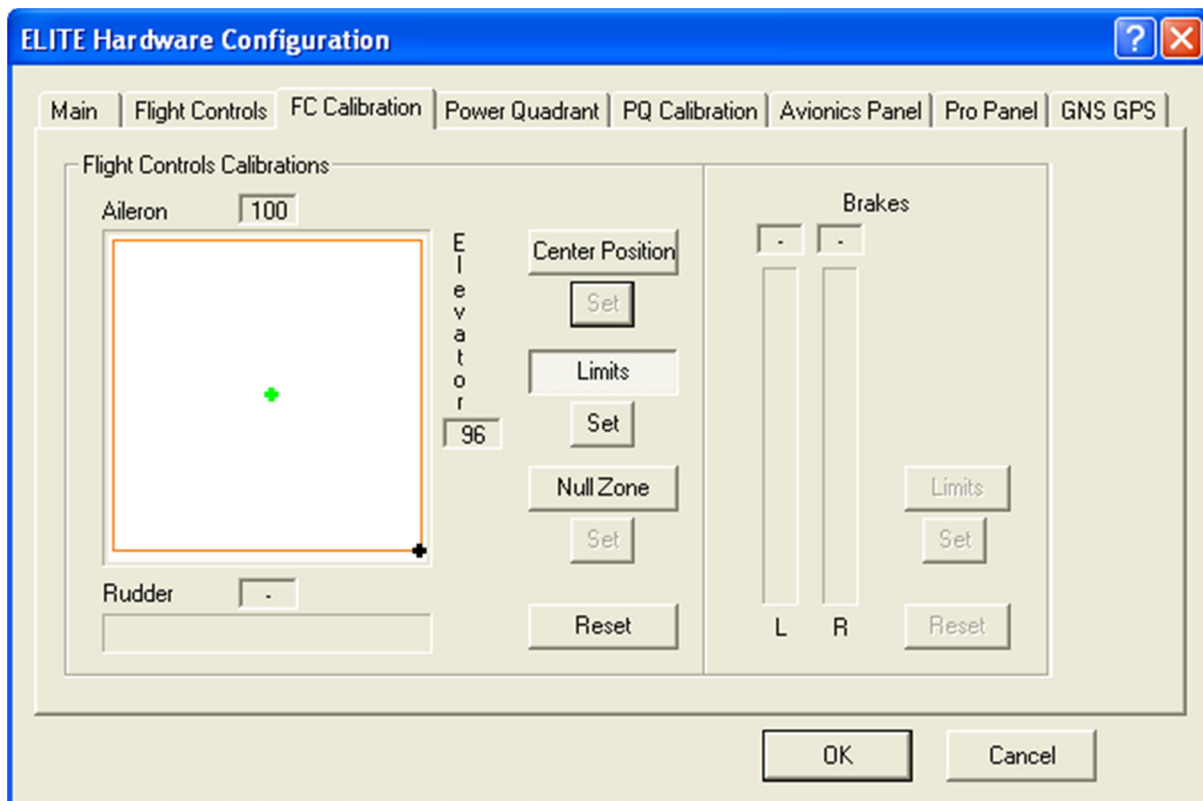 ELITE Hardware Configuration
Main
Flight Controls
FC Calibration
Power Quadrant
PQ Calibration
Avionics Panel
Pro Panel
GNS GPS
Flight Controls Calibrations
Aileron
100
Elevator
96
Rudder
-
Center Position
Set
Limits
Set
Null Zone
Set
Reset
Brakes
-
-
L
R
Limits
Set
Reset
OK
Cancel